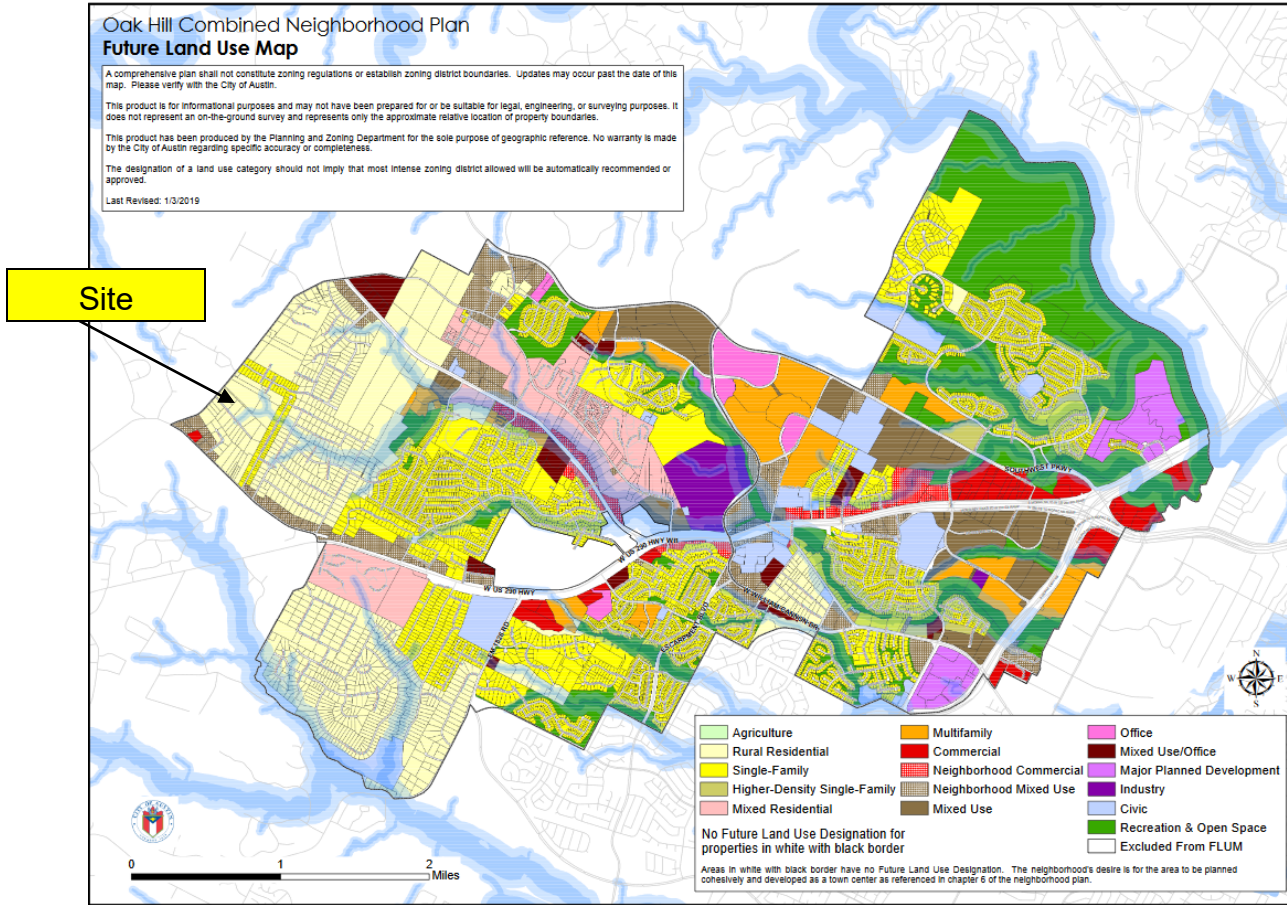 Oak Hill Combined Neighborhood Plan
Future Land Use Map
A comprehensive plan shall not constitute zoning regulations or establish zoning district boundaries. Updates may occur past the date of this
map. Please verify with the City of Austin.
This product is for informational purposes and may not have been prepared for or be suitable for legal, engineering, or surveying purposes. It
does not represent an on-the-ground survey and represents only the approximate relative location of property boundaries.
This product has been produced by the Planning and Zoning Department for the sole purpose of geographic reference. No warranty is made
by the City of Austin regarding specific accuracy or completeness.
The designation of a land use category should not imply that most intense zoning district allowed will be automatically recommended or
approved.
Last Revised: 1/3/2019
Site
SOUTHWEST PKWY
W US 290 HWY WB
W US 290 HWY
W WILLIAM CANNON DR
ESCARPMENT BLVD
FM 1826 RD
N
W E
S
Agriculture
Rural Residential
Single-Family
Higher-Density Single-Family
Mixed Residential
Multifamily
Commercial
Neighborhood Commercial
Neighborhood Mixed Use
Mixed Use
Office
Mixed Use/Office
Major Planned Development
Industry
Civic
Recreation & Open Space
Excluded From FLUM
No Future Land Use Designation for
properties in white with black border
Areas in white with black border have no Future Land Use Designation. The neighborhood's desire is for the area to be planned
cohesively and developed as a town center as referenced in chapter 6 of the neighborhood plan.
0 1 2
Miles